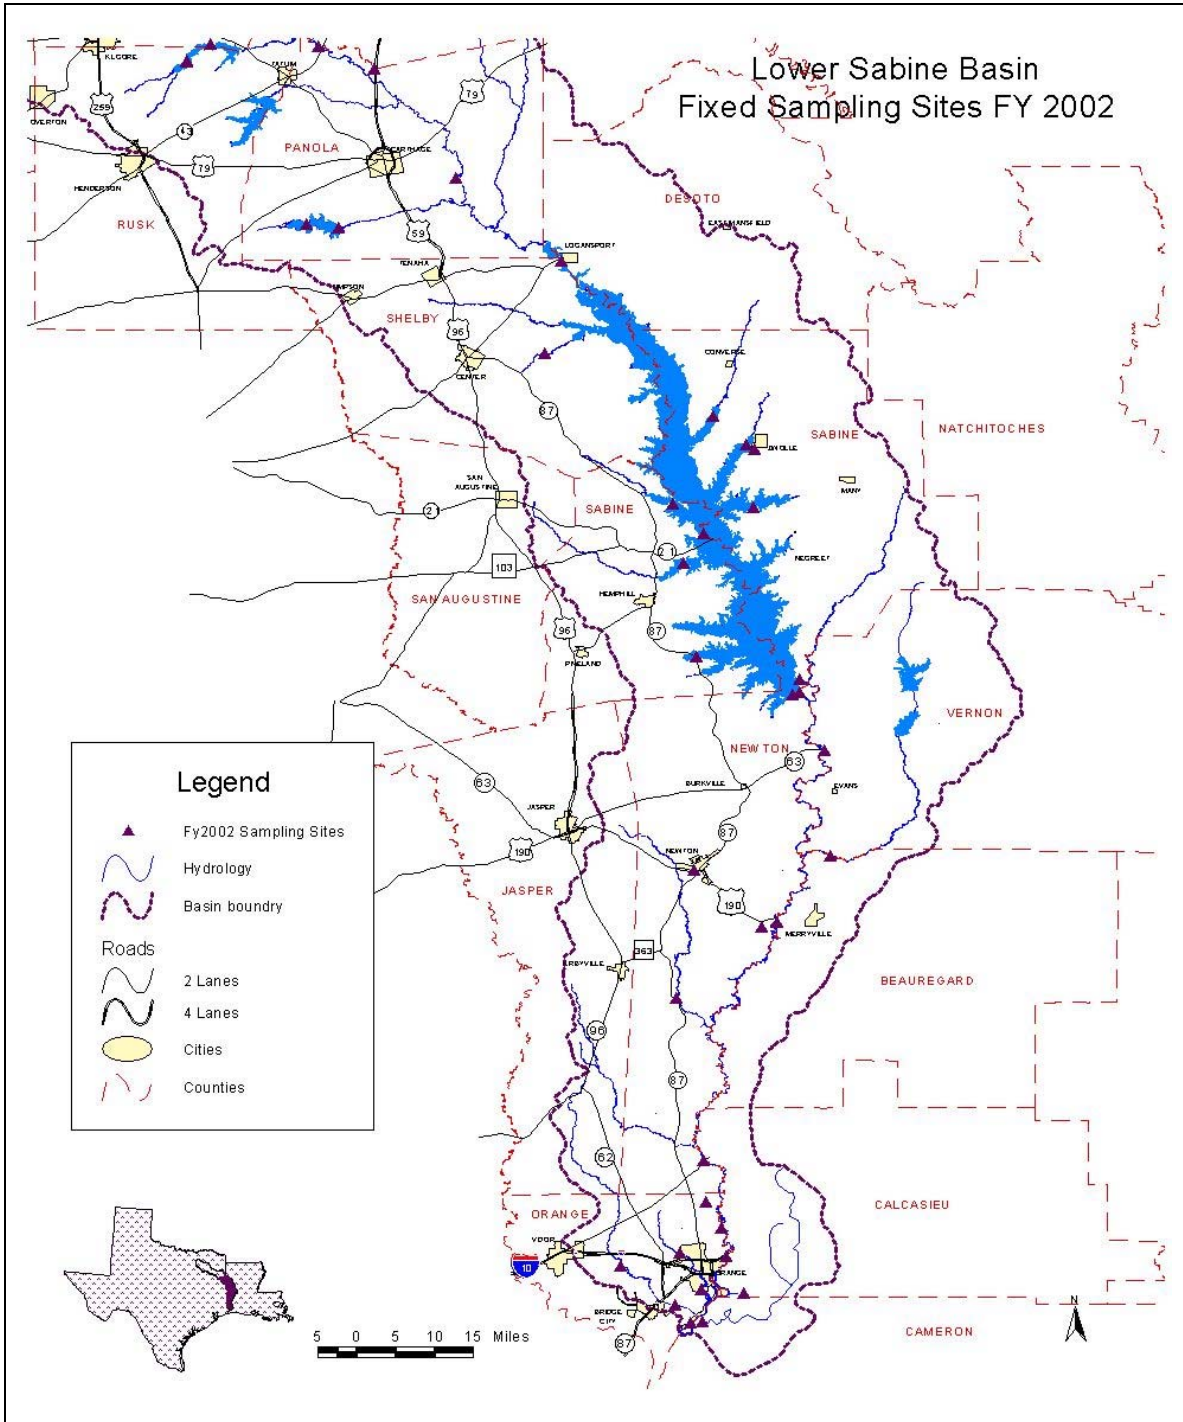 Lower Sabine Basin
Fixed Sampling Sites FY 2002
KILGORE
TATUM
259
79
OVERTON
43
PANOLA
CARTHAGE
79
HENDERSON
DESOTO
RUSK
59
LOGANSPORT
TENAHA
SHELBY
96
CONVERSE
CENTER
87
SABINE
NATCHITOCHES
SAN
AUGUSTINE
MANY
21
SABINE
21
NEGREET
103
SAN AUGUSTINE
HEMPHILL
96
87
PINELAND
VERNON
NEWTON
63
63
BURKVILLE
EVANS
JASPER
87
190
NEWTON
JASPER
190
MERRYVILLE
363
BEAUREGARD
96
87
62
CALCASIEU
ORANGE
VIDOR
10
ORANGE
BRIDGE
CITY
87
CAMERON
Legend
Fy2002 Sampling Sites
Hydrology
Basin boundry
Roads
2 Lanes
4 Lanes
Cities
Counties
5 0 5 10 15 Miles
N